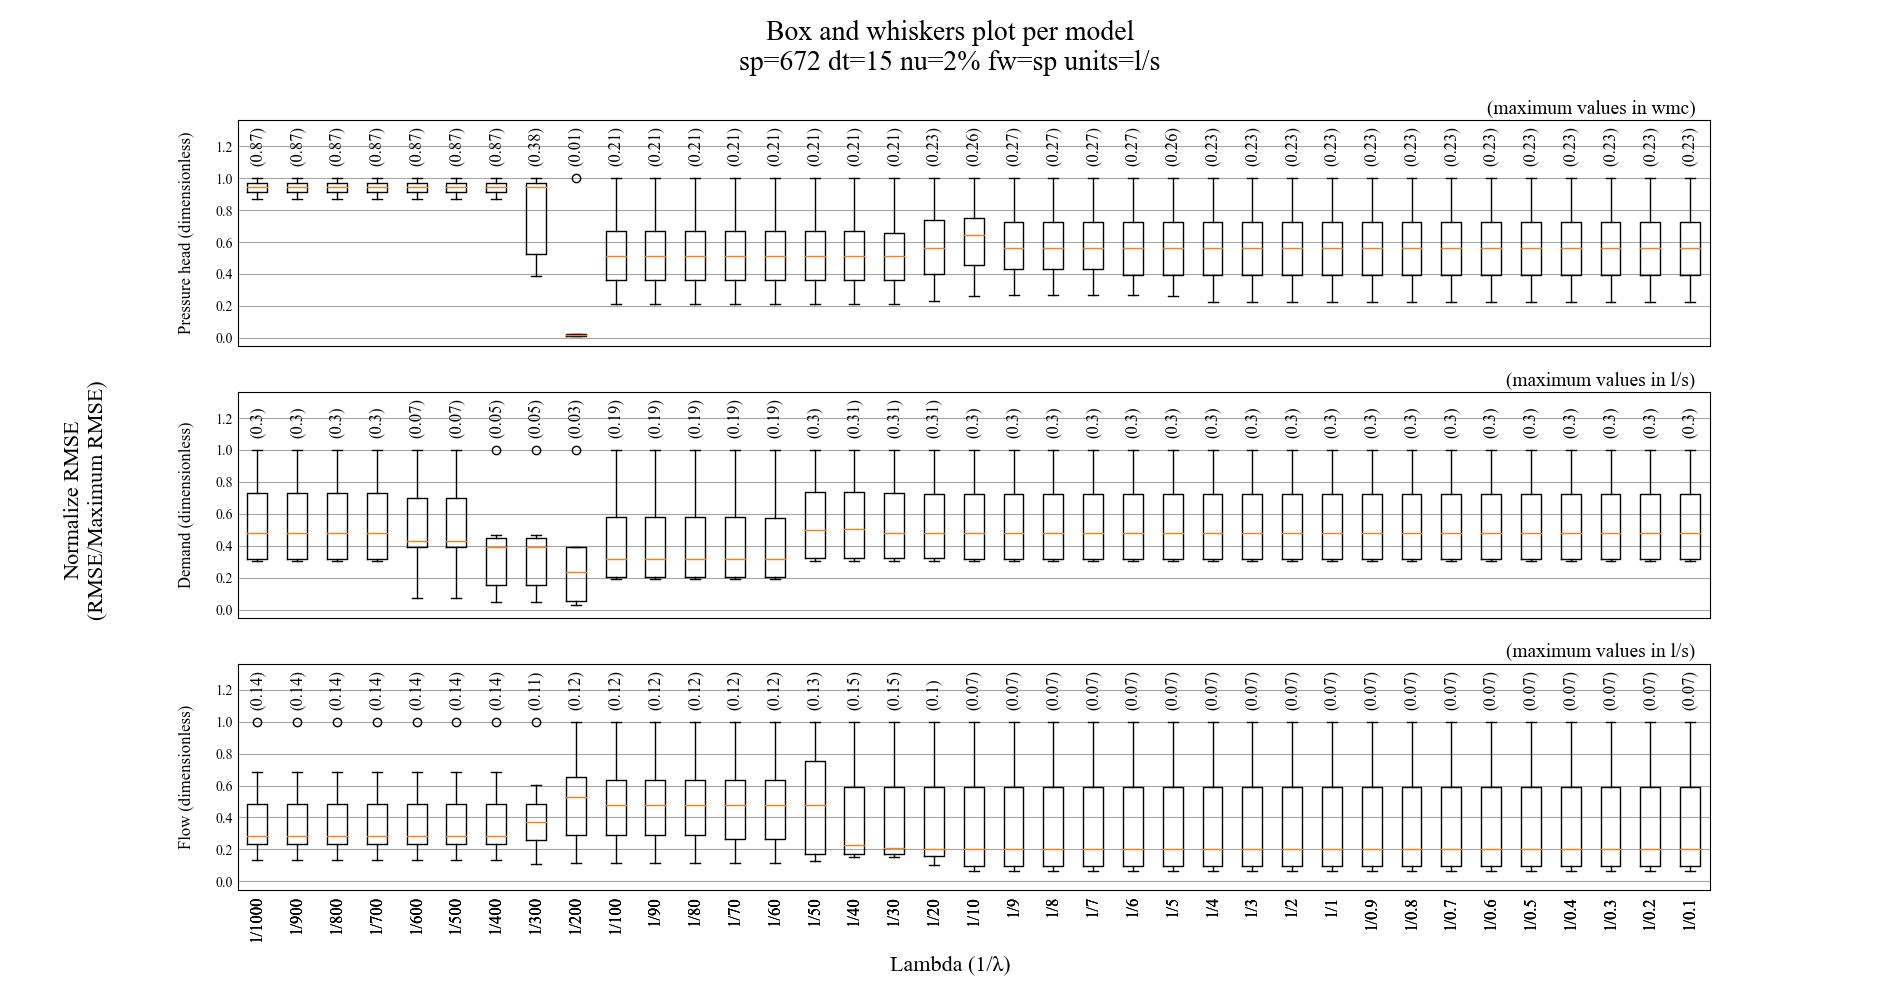 Box and whiskers plot per model
sp=672 dt=15 nu=2% fw=sp units=l/s
Normalize RMSE
(RMSE/Maximum RMSE)
(maximum values in wmc)
Pressure head (dimensionless)
(0.87) (0.87) (0.87) (0.87) (0.87) (0.87) (0.87) (0.38) (0.01) (0.21) (0.21) (0.21) (0.21) (0.21) (0.21) (0.21) (0.21) (0.23) (0.26) (0.27) (0.27) (0.27) (0.27) (0.26) (0.23) (0.23) (0.23) (0.23) (0.23) (0.23) (0.23) (0.23) (0.23) (0.23) (0.23) (0.23) (0.23)
1.2
1.0
0.8
0.6
0.4
0.2
0.0
(maximum values in l/s)
Demand (dimensionless)
(0.3) (0.3) (0.3) (0.3) (0.07) (0.07) (0.05) (0.05) (0.03) (0.19) (0.19) (0.19) (0.19) (0.19) (0.3) (0.31) (0.31) (0.31) (0.3) (0.3) (0.3) (0.3) (0.3) (0.3) (0.3) (0.3) (0.3) (0.3) (0.3) (0.3) (0.3) (0.3) (0.3) (0.3) (0.3) (0.3) (0.3)
1.2
1.0
0.8
0.6
0.4
0.2
0.0
(maximum values in l/s)
Flow (dimensionless)
(0.14) (0.14) (0.14) (0.14) (0.14) (0.14) (0.14) (0.11) (0.12) (0.12) (0.12) (0.12) (0.12) (0.12) (0.13) (0.15) (0.15) (0.1) (0.07) (0.07) (0.07) (0.07) (0.07) (0.07) (0.07) (0.07) (0.07) (0.07) (0.07) (0.07) (0.07) (0.07) (0.07) (0.07) (0.07) (0.07) (0.07)
1.2
1.0
0.8
0.6
0.4
0.2
0.0
1/1000 1/900 1/800 1/700 1/600 1/500 1/400 1/300 1/200 1/100 1/90 1/80 1/70 1/60 1/50 1/40 1/30 1/20 1/10 1/9 1/8 1/7 1/6 1/5 1/4 1/3 1/2 1/1 1/0.9 1/0.8 1/0.7 1/0.6 1/0.5 1/0.4 1/0.3 1/0.2 1/0.1
Lambda (1/λ)